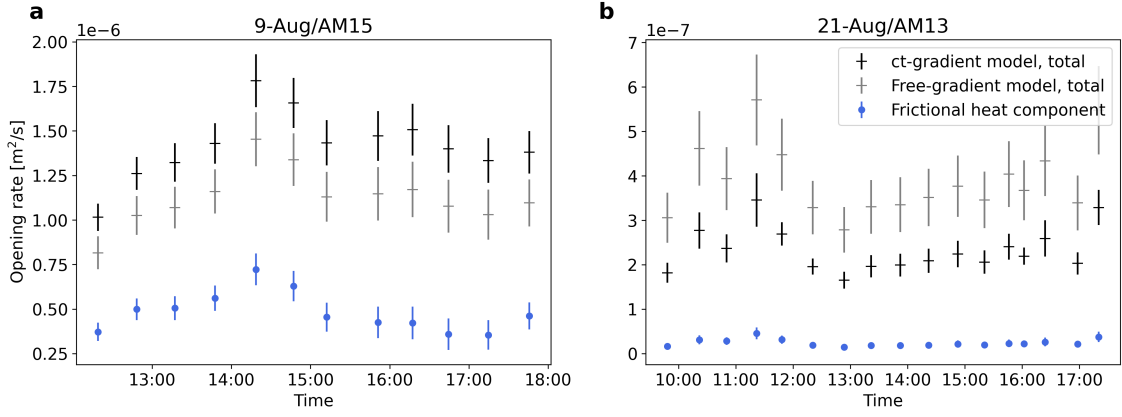 a
9-Aug/AM15
1e−6
2.00
1.75
1.50
1.25
1.00
0.75
0.50
0.25
Opening rate [m²/s]
13:00 14:00 15:00 16:00 17:00 18:00
Time
b
21-Aug/AM13
1e−7
7
6
5
4
3
2
1
0
ct-gradient model, total
Free-gradient model, total
Frictional heat component
10:00 11:00 12:00 13:00 14:00 15:00 16:00 17:00
Time